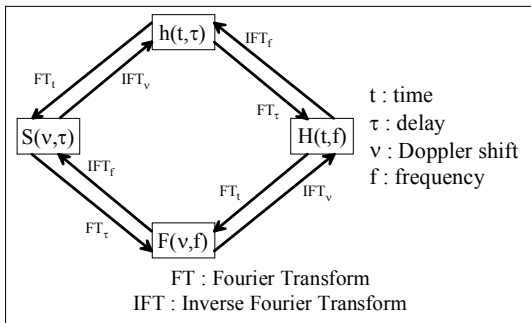 h(t,τ)
IFT_f
FT_t
IFT_ν
FT_τ
t : time
τ : delay
ν : Doppler shift
f : frequency
S(ν,τ)
H(t,f)
IFT_f
FT_t
FT_τ
IFT_ν
F(ν,f)
FT : Fourier Transform
IFT : Inverse Fourier Transform